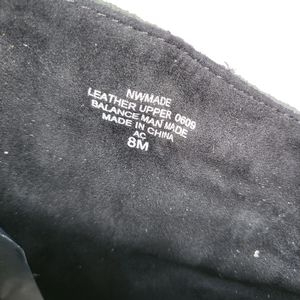 NWMADE
LEATHER UPPER 0609
BALANCE MAN MADE
MADE IN CHINA
AC
8M